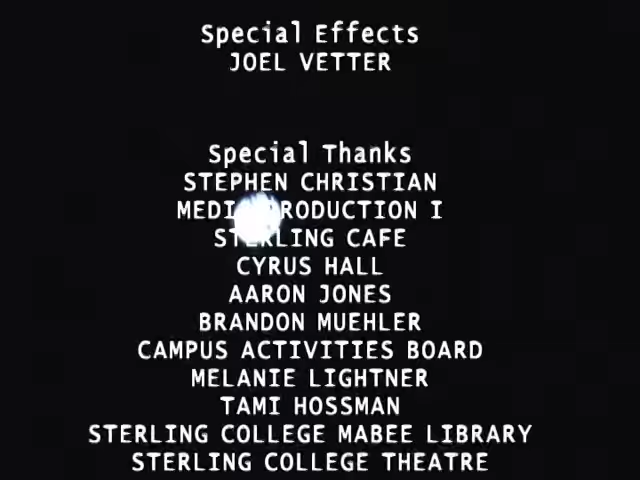 Special Effects
JOEL VETTER
Special Thanks
STEPHEN CHRISTIAN
PRODUCTION I
STERLING CAFE
CYRUS HALL
AARON JONES
BRANDON MUEHLER
CAMPUS ACTIVITIES BOARD
MELANIE LIGHTNER
TAMI HOSSMAN
STERLING COLLEGE MABEE LIBRARY
STERLING COLLEGE THEATRE